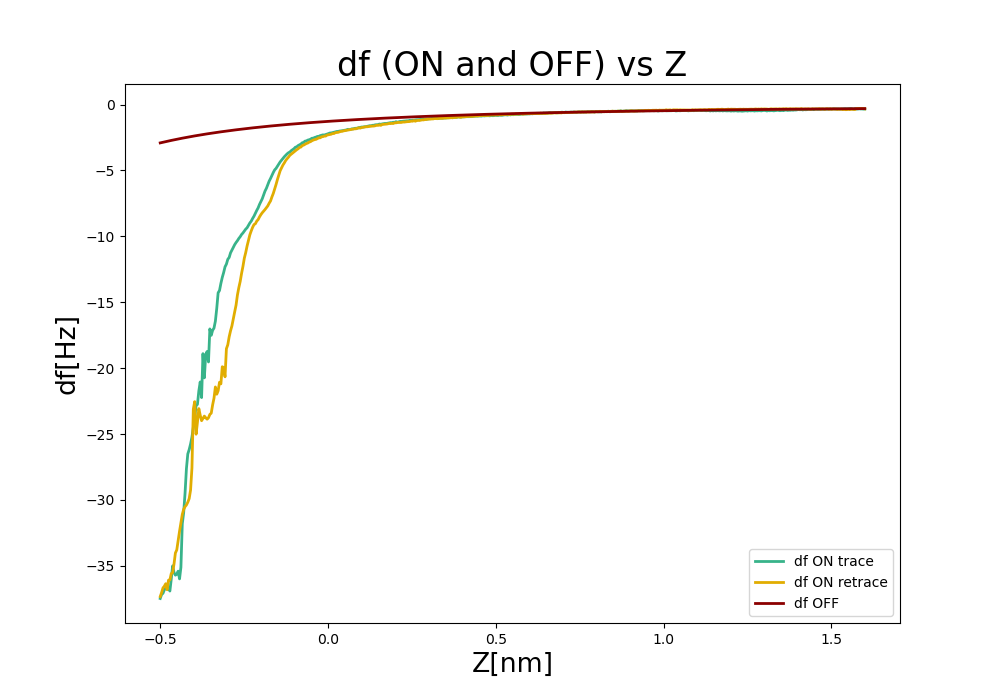 df (ON and OFF) vs Z
0
−5
−10
−15
−20
−25
−30
−35
df[Hz]
df ON trace
df ON retrace
df OFF
−0.5
0.0
0.5
1.0
1.5
Z[nm]